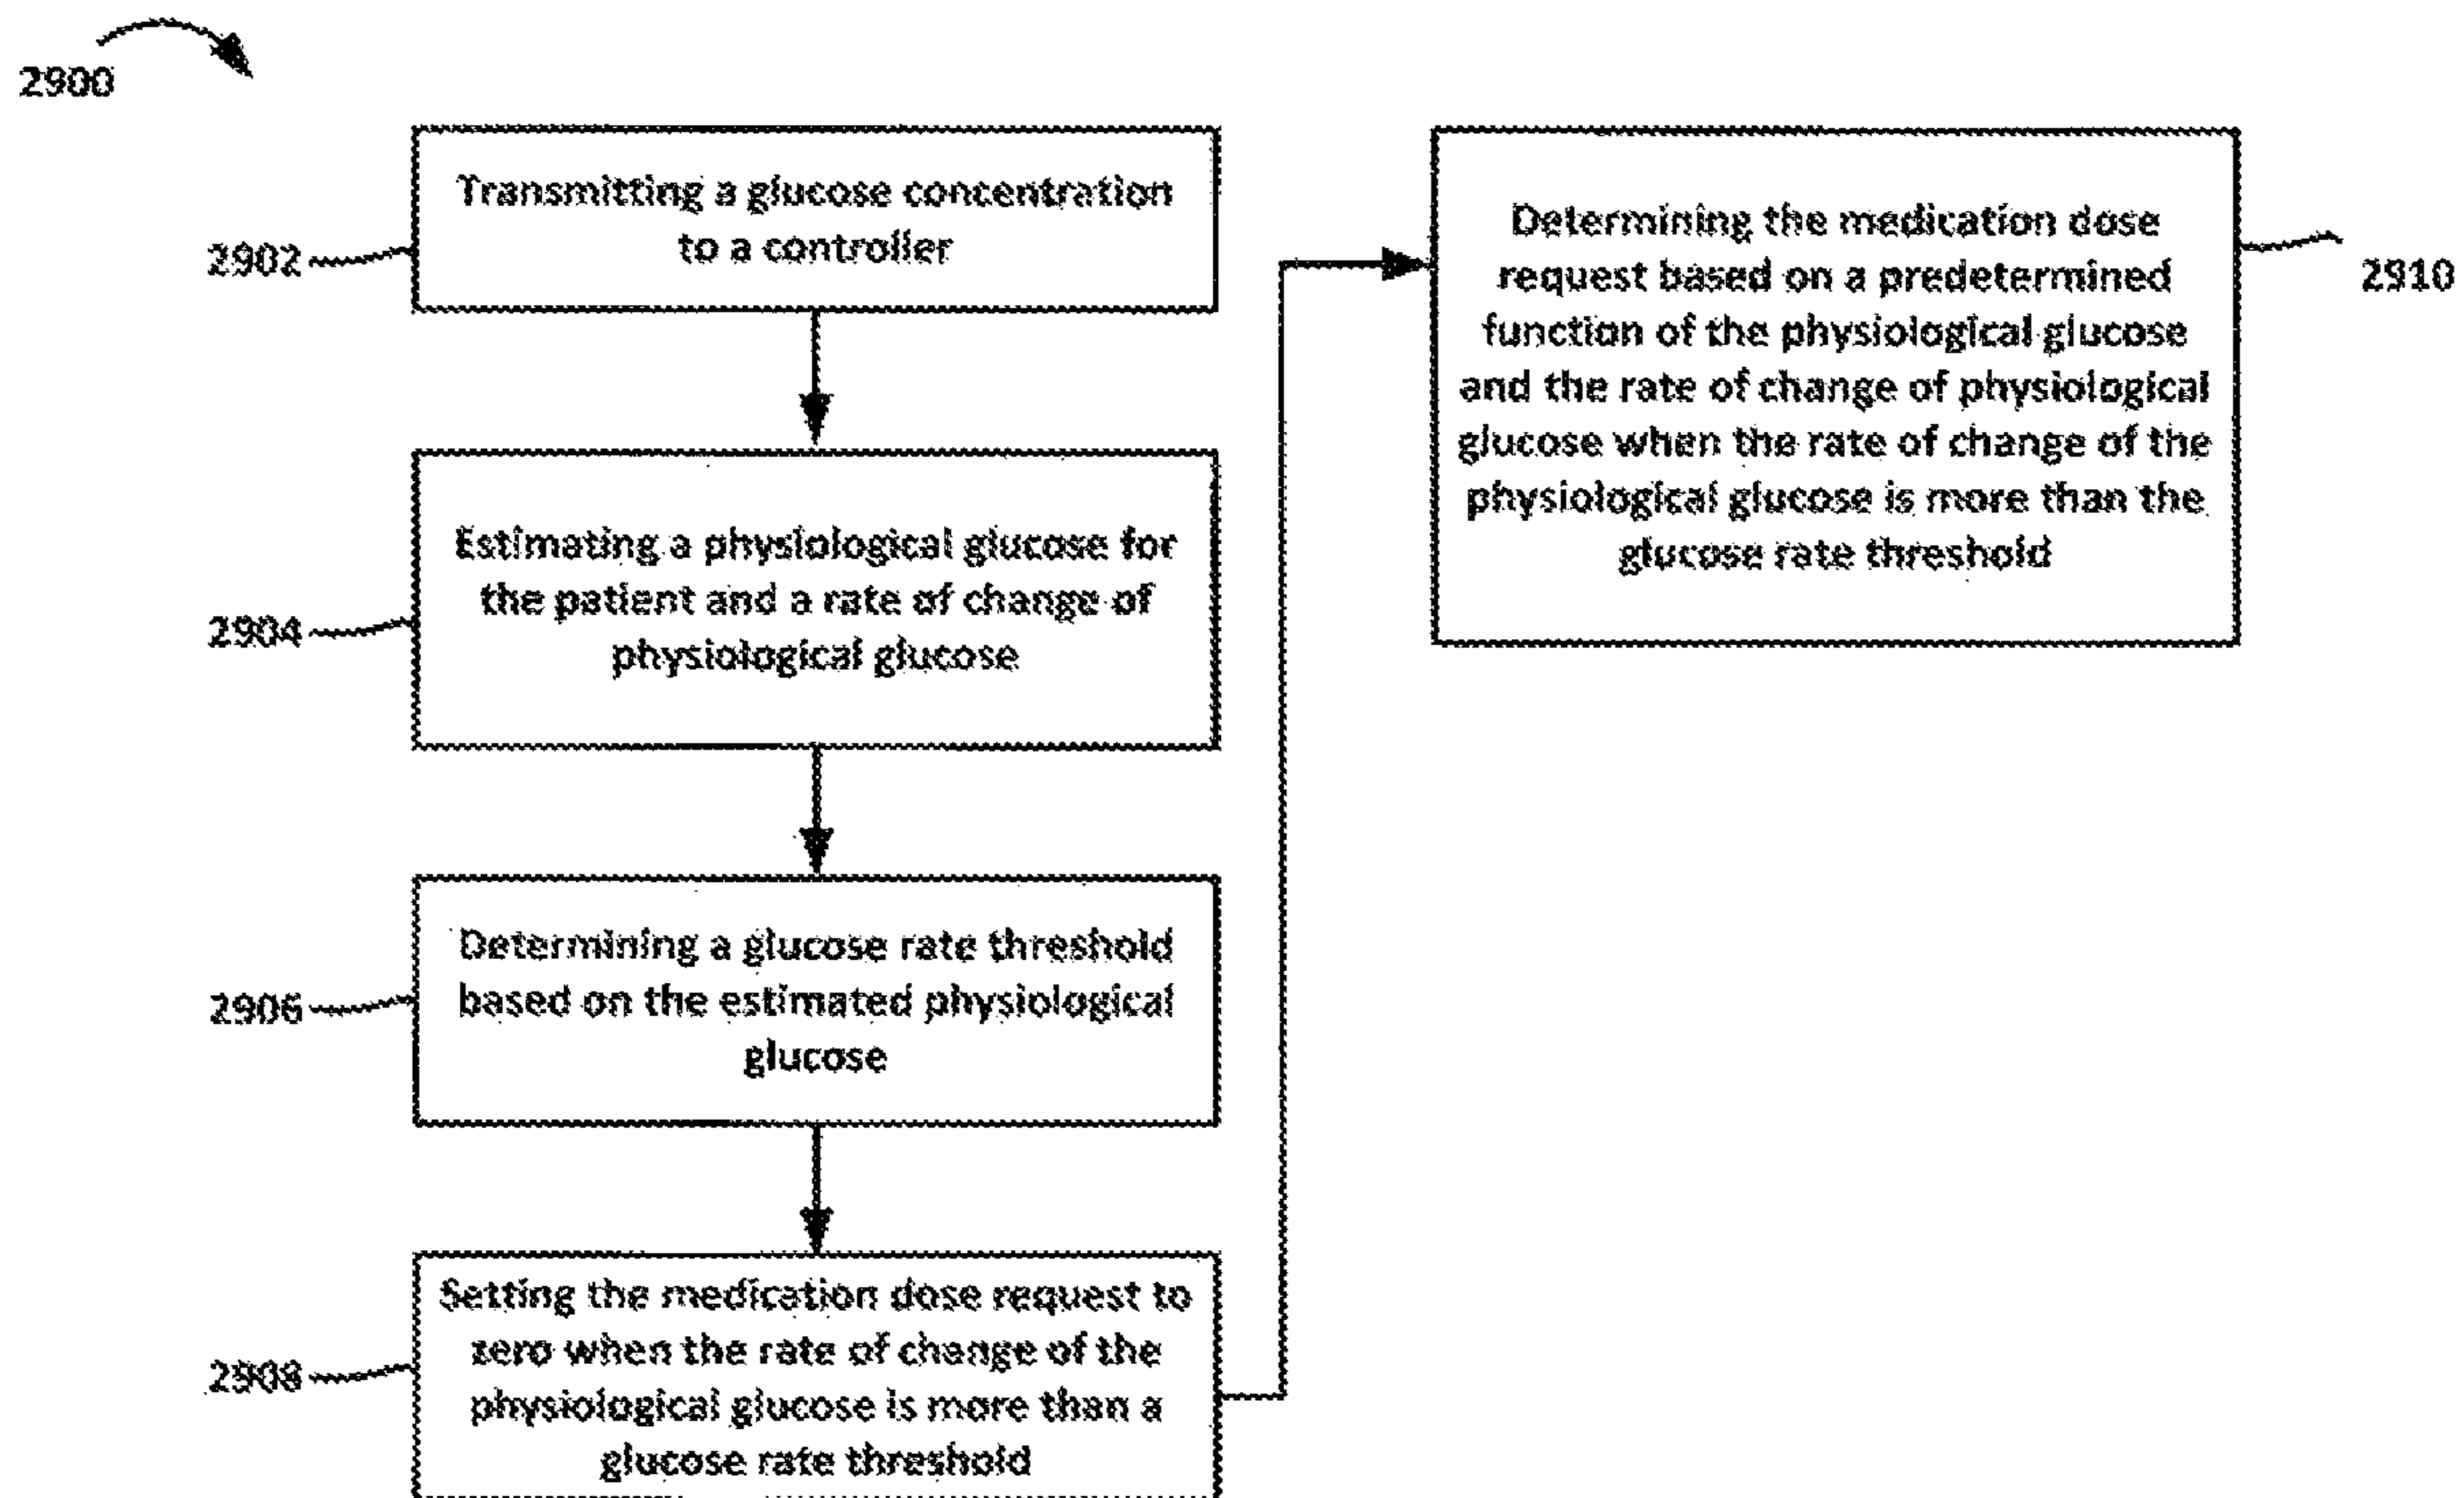 2900
Transmitting a glucose concentration
to a controller
2902
Estimating a physiological glucose for
the patient and a rate of change of
physiological glucose
2904
Determining a glucose rate threshold
based on the estimated physiological
glucose
2906
Setting the medication dose request to
zero when the rate of change of the
physiological glucose is more than a
glucose rate threshold
2908
Determining the medication dose
request based on a predetermined
function of the physiological glucose
and the rate of change of physiological
glucose when the rate of change of the
physiological glucose is more than the
glucose rate threshold
2910